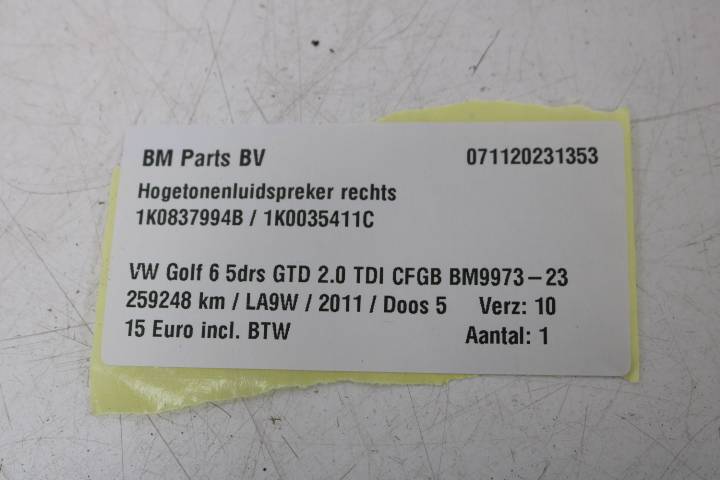 BM Parts BV 071120231353
Hogetonenluidspreker rechts
1K0837994B / 1K0035411C
VW Golf 6 5drs GTD 2.0 TDI CFGB BM9973-23
259248 km / LA9W / 2011 / Doos 5 Verz: 10
15 Euro incl. BTW Aantal: 1